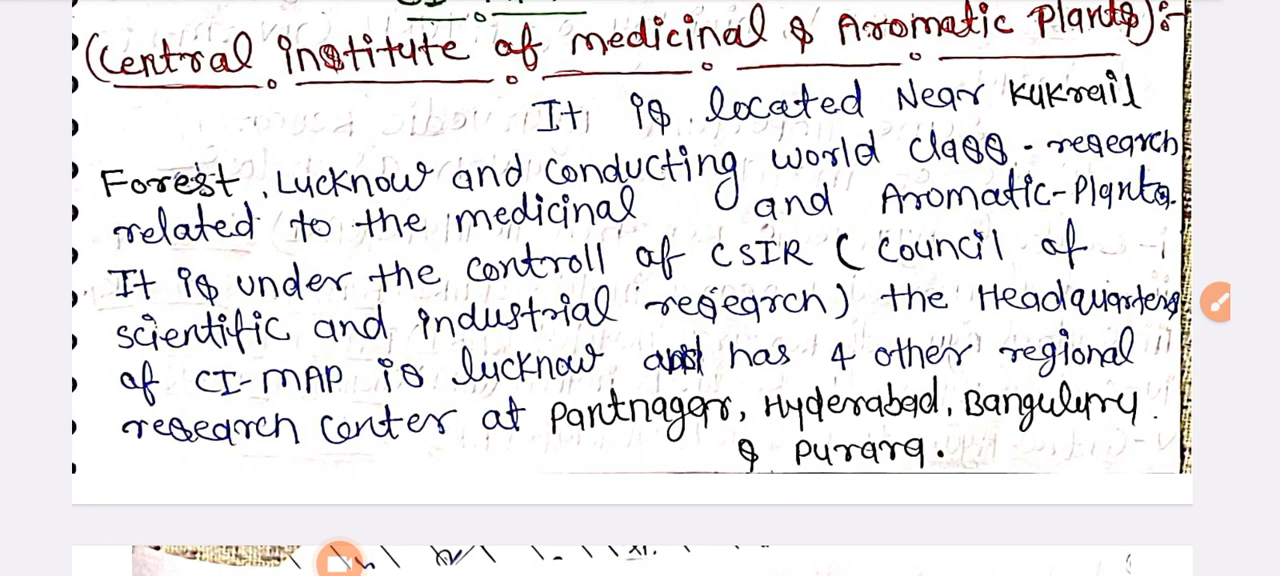 (Central institute of medicinal & Aromatic Plants):-
It is located Near Kukrail
Forest, Lucknow and conducting world class - research
related to the medicinal and Aromatic-Plants.
It is under the controll of CSIR ( Council of
scientific and industrial research) the Headquarters
of CI-MAP is lucknow and has 4 other regional
research center at Pantnagar, Hyderabad,
& Purara.